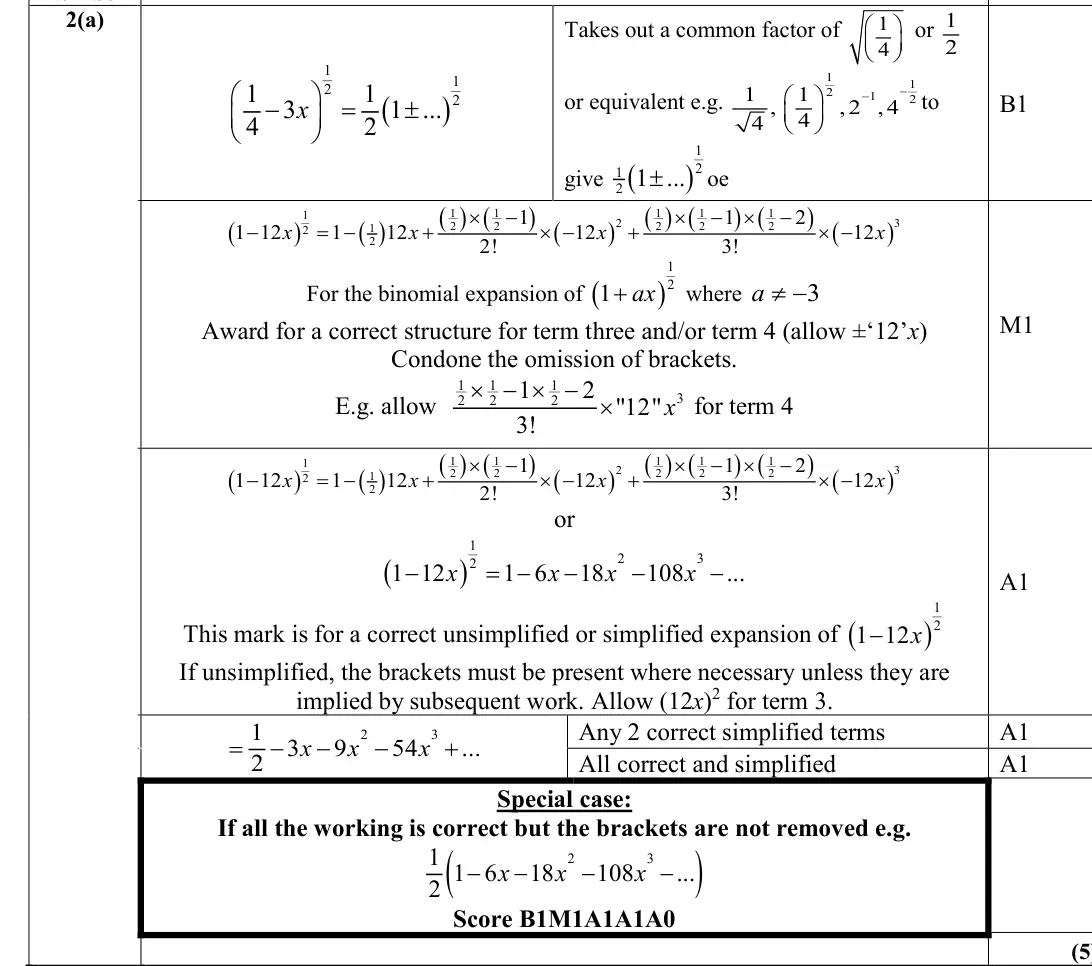 2(a)
(1/4 − 3x)^(1/2) = 1/2(1 ± ...)^(1/2)
Takes out a common factor of √(1/4) or 1/2
or equivalent e.g. 1/√4, (1/4)^(1/2), 2^(−1), 4^(−1/2) to
give 1/2(1 ± ...)^(1/2) oe
B1
(1−12x)^(1/2) = 1 − (1/2)12x + ((1/2)×(1/2 −1))/2! × (−12x)^2 + ((1/2)×(1/2 −1)×(1/2 −2))/3! × (−12x)^3
For the binomial expansion of (1 + ax)^(1/2) where a ≠ −3
Award for a correct structure for term three and/or term 4 (allow ±‘12’x)
Condone the omission of brackets.
E.g. allow (1/2 × 1/2 − 1 × 1/2 − 2)/3! × "12" x^3 for term 4
M1
(1−12x)^(1/2) = 1 − (1/2)12x + ((1/2)×(1/2 −1))/2! × (−12x)^2 + ((1/2)×(1/2 −1)×(1/2 −2))/3! × (−12x)^3
or
(1−12x)^(1/2) = 1 − 6x − 18x^2 − 108x^3 − ...
This mark is for a correct unsimplified or simplified expansion of (1−12x)^(1/2)
If unsimplified, the brackets must be present where necessary unless they are
implied by subsequent work. Allow (12x)^2 for term 3.
A1
= 1/2 − 3x − 9x^2 − 54x^3 + ...
Any 2 correct simplified terms
A1
All correct and simplified
A1
Special case:
If all the working is correct but the brackets are not removed e.g.
1/2(1 − 6x − 18x^2 − 108x^3 − ...)
Score B1M1A1A1A0
(5